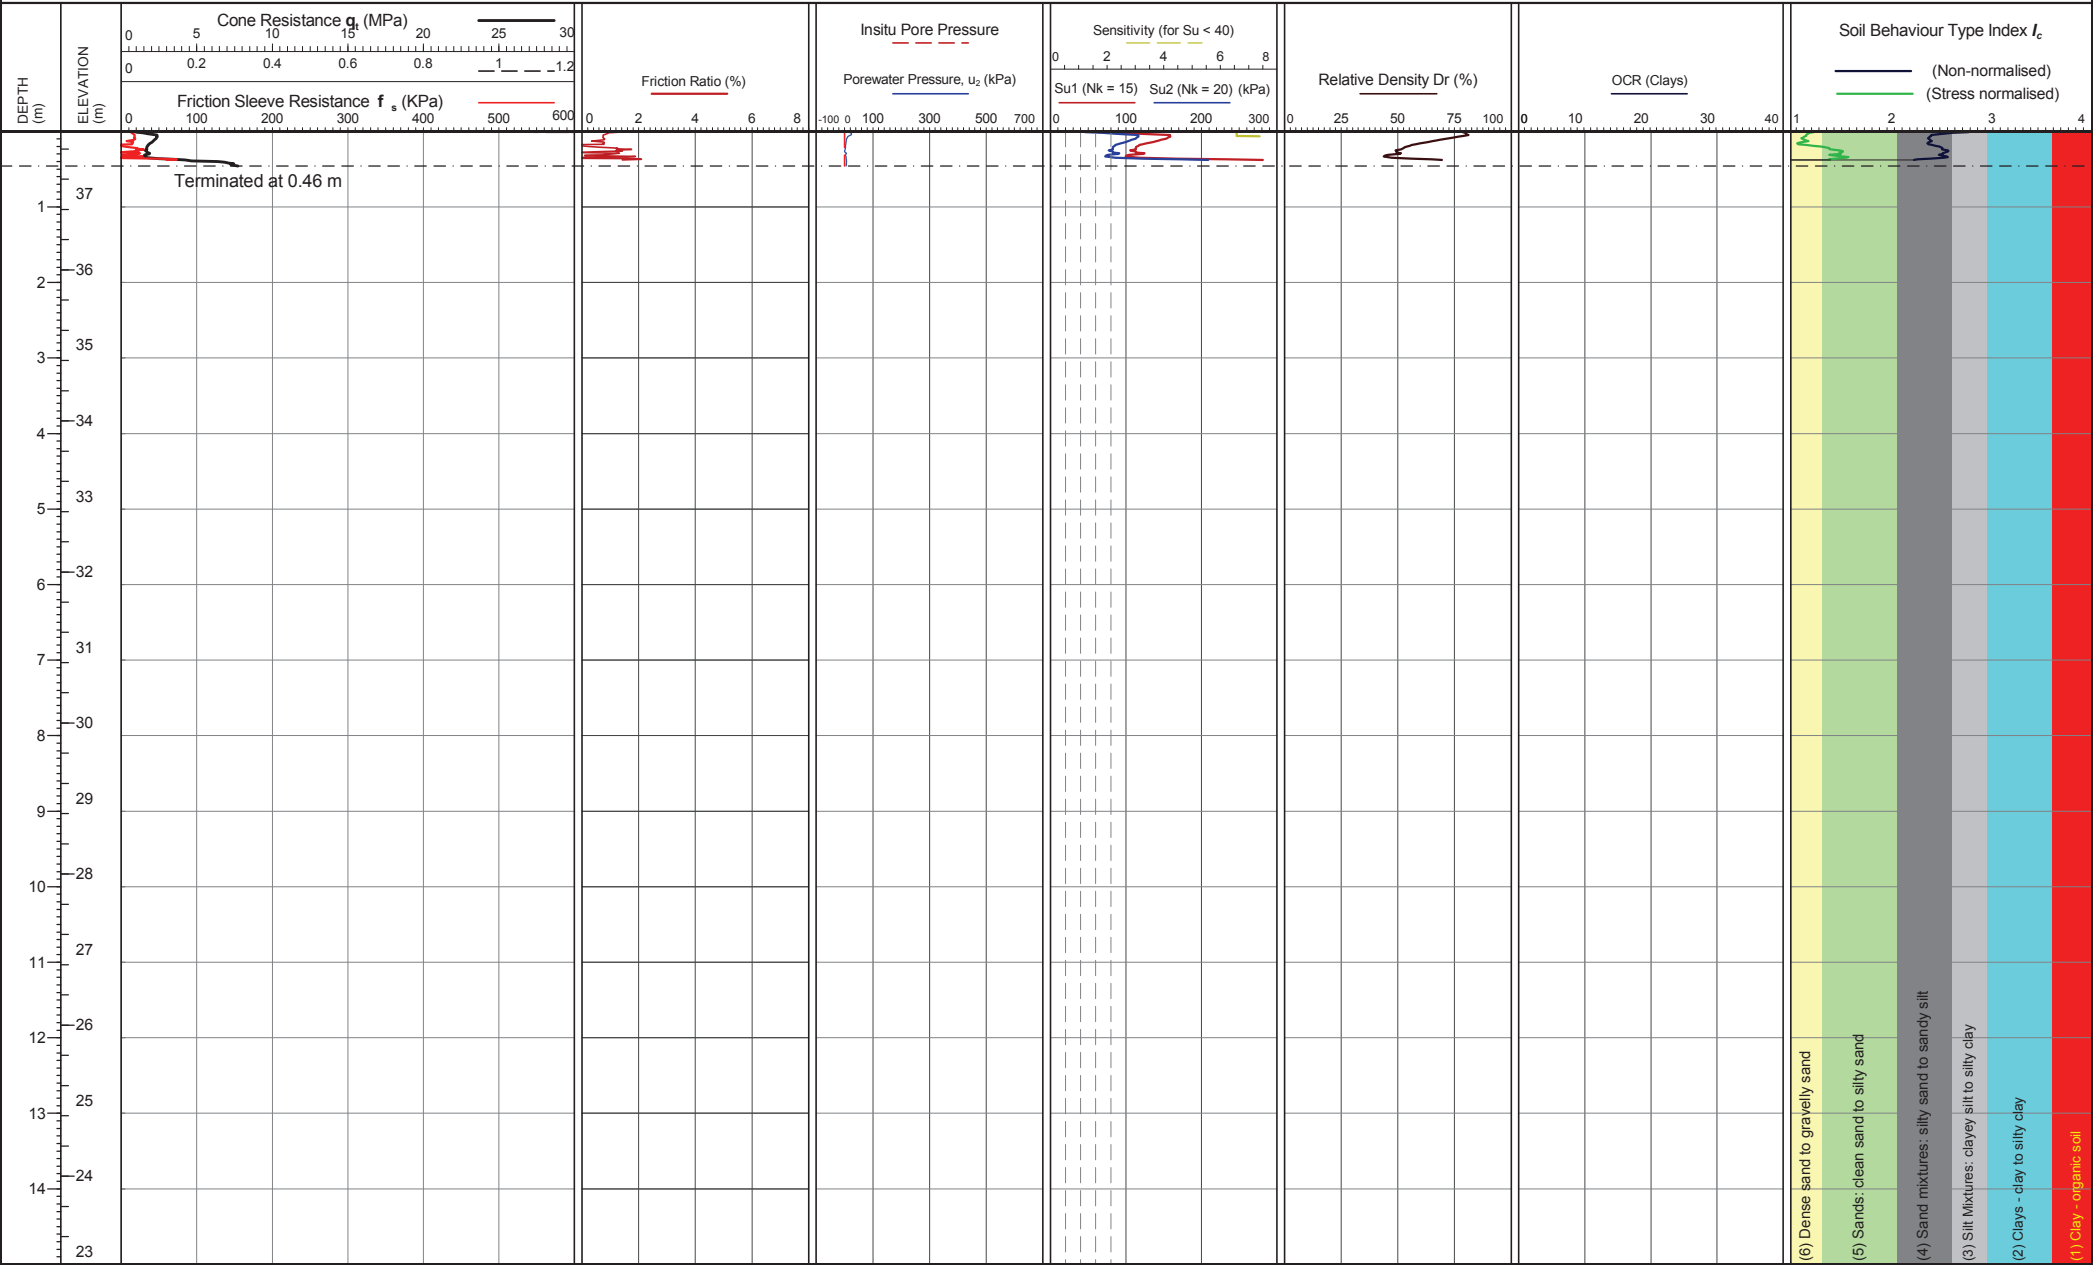 DEPTH
(m)
ELEVATION
(m)
Cone Resistance qt (MPa)
0 5 10 15 20 25 30
0 0.2 0.4 0.6 0.8 1 1.2
Friction Sleeve Resistance f s (KPa)
0 100 200 300 400 500 600
Friction Ratio (%)
0 2 4 6 8
Insitu Pore Pressure
Porewater Pressure, u2 (kPa)
-100 0 100 300 500 700
Sensitivity (for Su < 40)
0 2 4 6 8
Su1 (Nk = 15) Su2 (Nk = 20) (kPa)
0 100 200 300
Relative Density Dr (%)
0 25 50 75 100
OCR (Clays)
0 10 20 30 40
Soil Behaviour Type Index Ic
(Non-normalised)
(Stress normalised)
1 2 3 4
Terminated at 0.46 m
37
1
36
2
35
3
34
4
33
5
32
6
31
7
30
8
29
9
28
10
27
11
26
12
25
13
24
14
23
(6) Dense sand to gravelly sand
(5) Sands: clean sand to silty sand
(4) Sand mixtures: silty sand to sandy silt
(3) Silt Mixtures: clayey silt to silty clay
(2) Clays - clay to silty clay
(1) Clay - organic soil